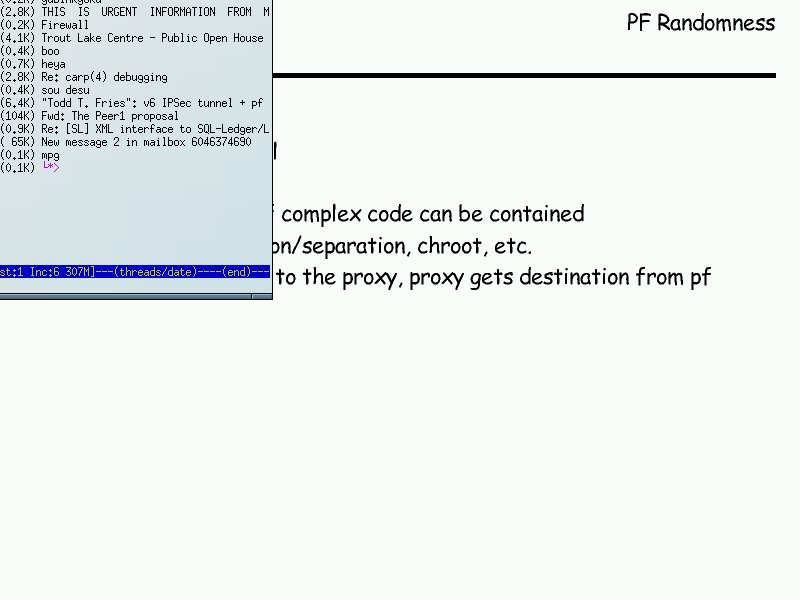 (2.8K) THIS IS URGENT INFORMATION FROM M
(0.2K) Firewall
(4.1K) Trout Lake Centre - Public Open House
(0.4K) boo
(0.7K) heya
(2.8K) Re: carp(4) debugging
(0.4K) sou desu
(6.4K) "Todd T. Fries": v6 IPSec tunnel + pf
(104K) Fwd: The Peer1 proposal
(0.9K) Re: [SL] XML interface to SQL-Ledger/L
( 65K) New message 2 in mailbox 6046374690
(0.1K) mpg
(0.1K) └*>
st:1 Inc:6 307M]---(threads/date)----(end)---
PF Randomness
complex code can be contained
on/separation, chroot, etc.
to the proxy, proxy gets destination from pf